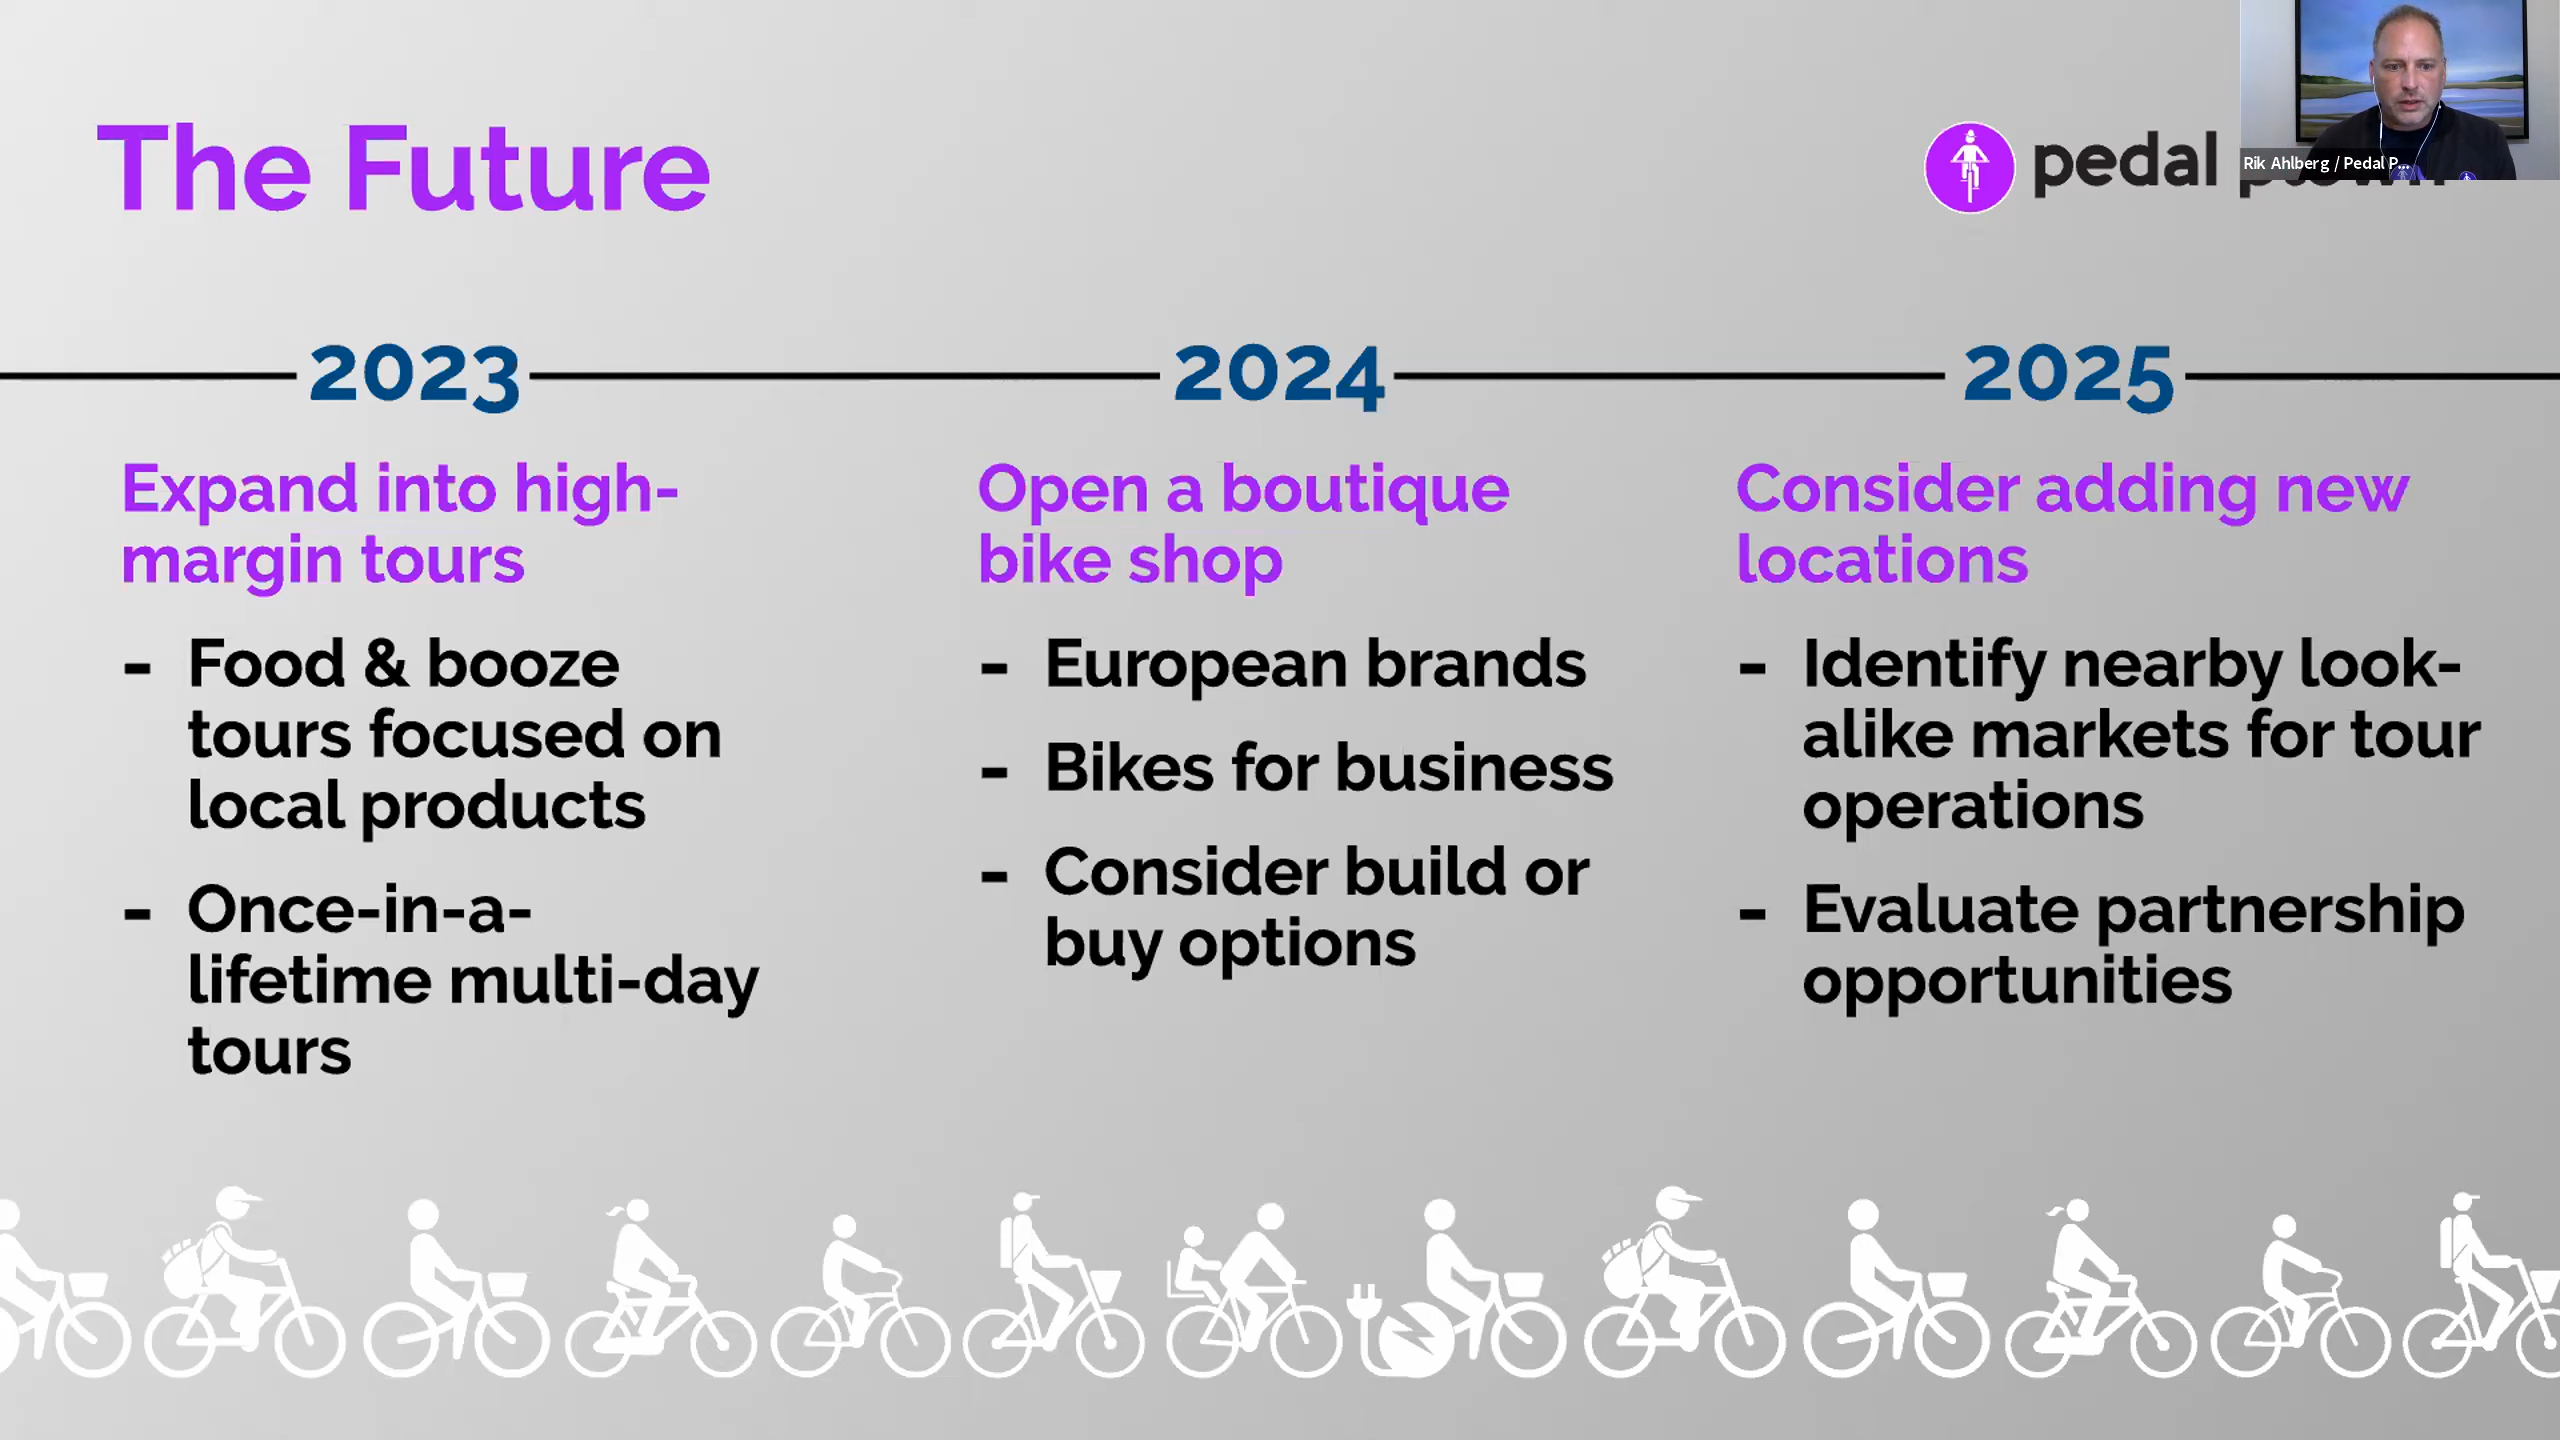 The Future
pedal
Rik Ahlberg / Pedal P...
2023
2024
2025
Expand into high-
margin tours
- Food & booze
tours focused on
local products
- Once-in-a-
lifetime multi-day
tours
Open a boutique
bike shop
- European brands
- Bikes for business
- Consider build or
buy options
Consider adding new
locations
- Identify nearby look-
alike markets for tour
operations
- Evaluate partnership
opportunities